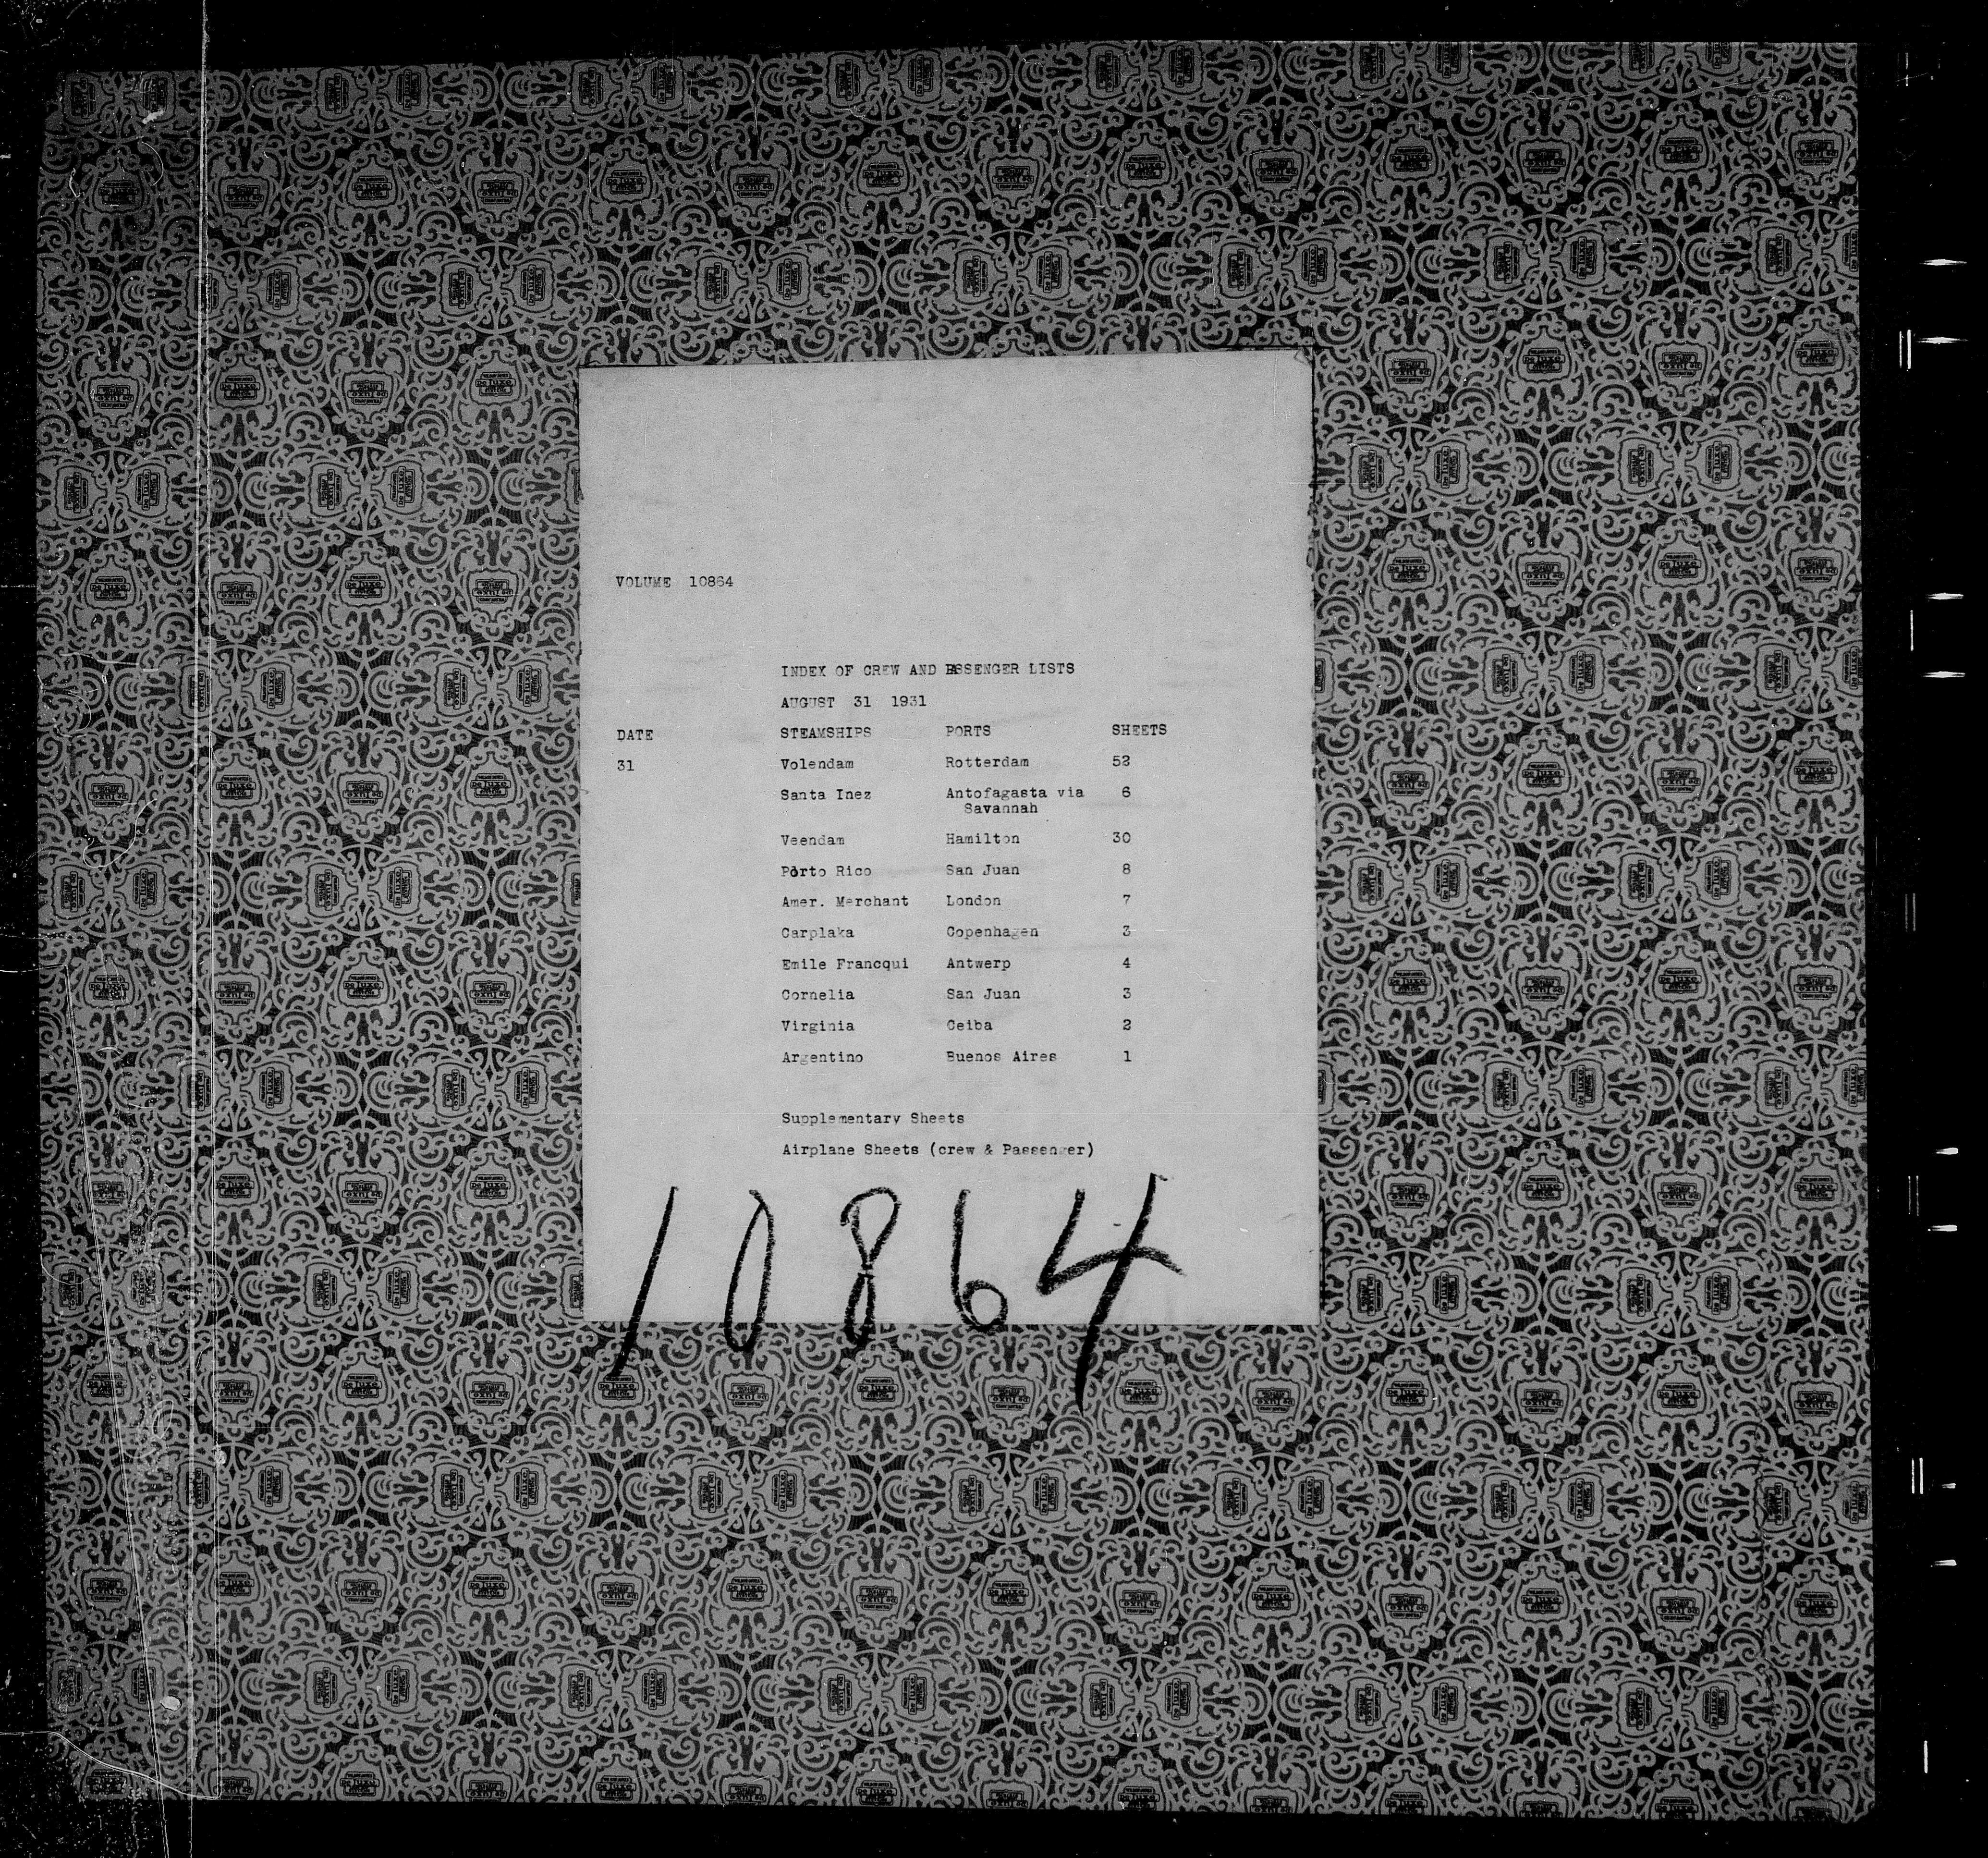 VOLUME 10864
INDEX OF CREW AND PASSENGER LISTS
AUGUST 31 1931
DATE STEAMSHIPS PORTS SHEETS
31 Volendam Rotterdam 52
Santa Inez Antofagasta via 6
Savannah
Veendam Hamilton 30
Porto Rico San Juan 8
Amer. Merchant London 7
Carplaka Copenhagen 3
Emile Francqui Antwerp 4
Cornelia San Juan 3
Virginia Ceiba 2
Argentino Buenos Aires 1
Supplementary Sheets
Airplane Sheets (crew & Passenger)
10864